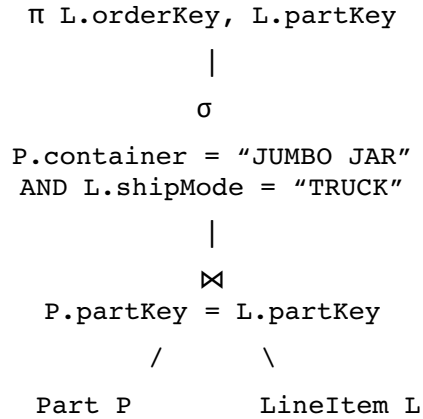 π L.orderKey, L.partKey
|
σ
P.container = “JUMBO JAR”
AND L.shipMode = “TRUCK”
|
⋈
P.partKey = L.partKey
/ \
Part P LineItem L